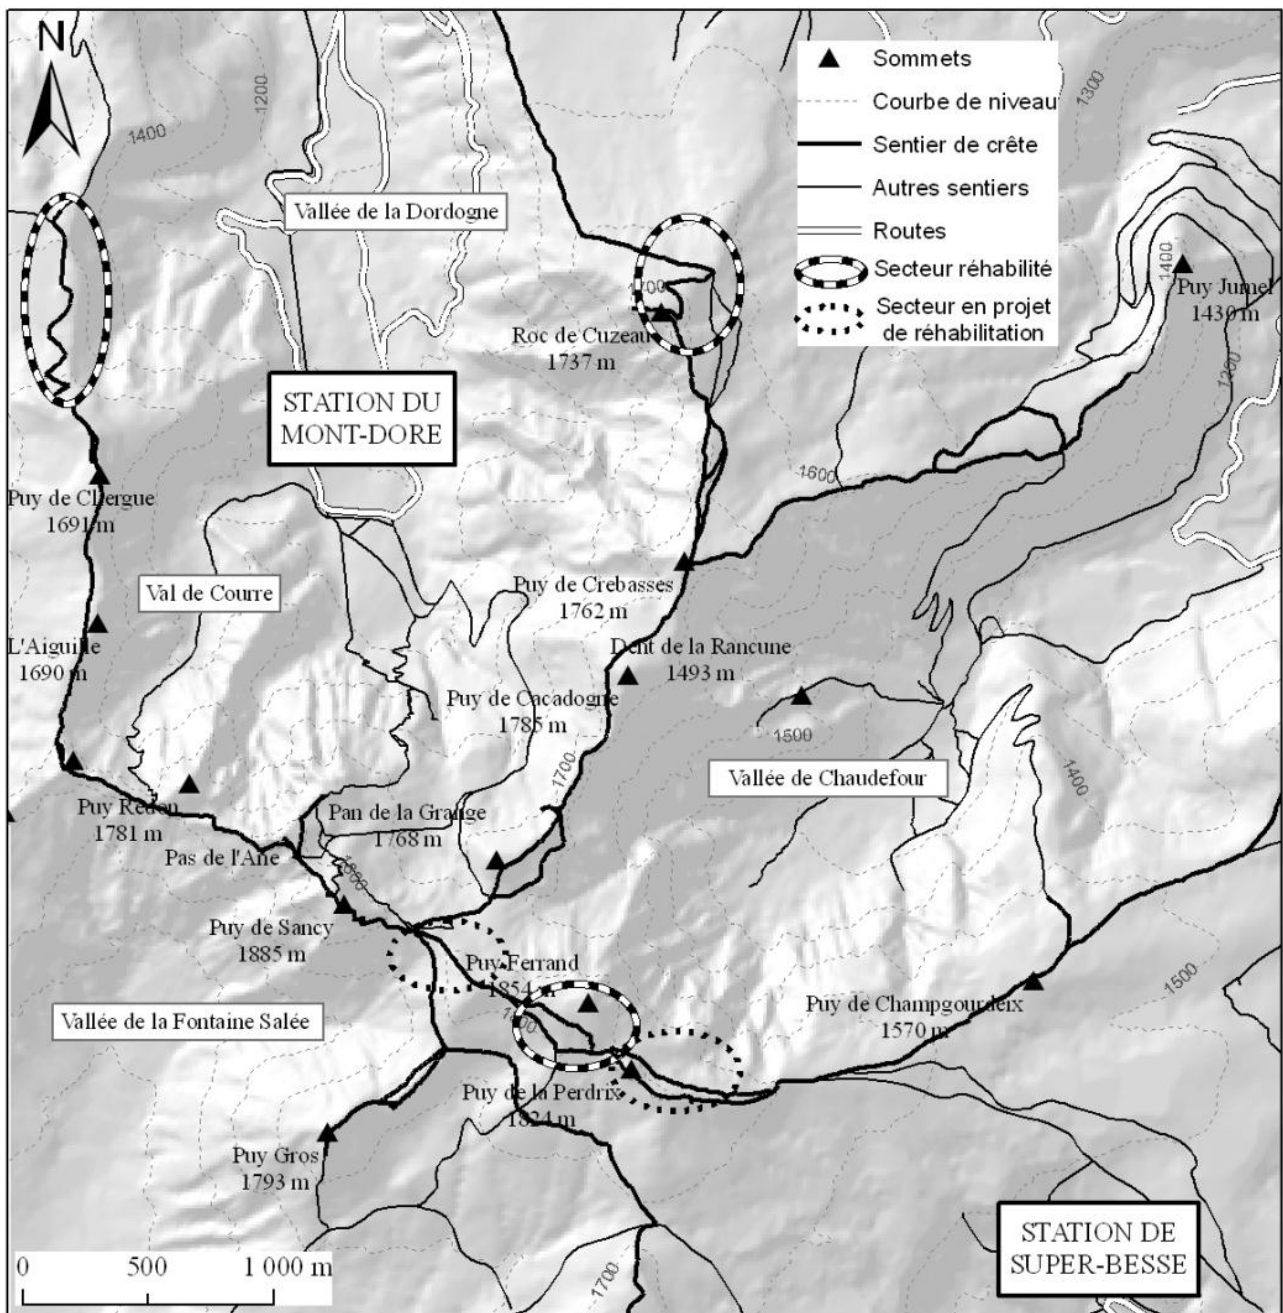 N
Sommets
Courbe de niveau
Sentier de crête
Autres sentiers
Routes
Secteur réhabilité
Secteur en projet
de réhabilitation
1200
1300
1400
Vallée de la Dordogne
1400
1700
Puy Jumel
1430 m
Roc de Cuzeau
1737 m
1200
STATION DU
MONT-DORE
1600
Puy de Chergue
1691 m
Val de Courre
Puy de Crebasses
1762 m
L'Aiguille
1690 m
Dent de la Rancune
1493 m
Puy de Cacadogne
1785 m
1500
1700
Vallée de Chaudefour
1400
Puy Redon
1781 m
Pan de la Grange
1768 m
Pas de l'Ane
1800
Puy de Sancy
1885 m
Puy Ferrand
1854 m
1500
Puy de Champgourdeix
1570 m
Vallée de la Fontaine Salée
1800
Puy de la Perdrix
1824 m
Puy Gros
1793 m
STATION DE
SUPER-BESSE
1700
0 500 1 000 m